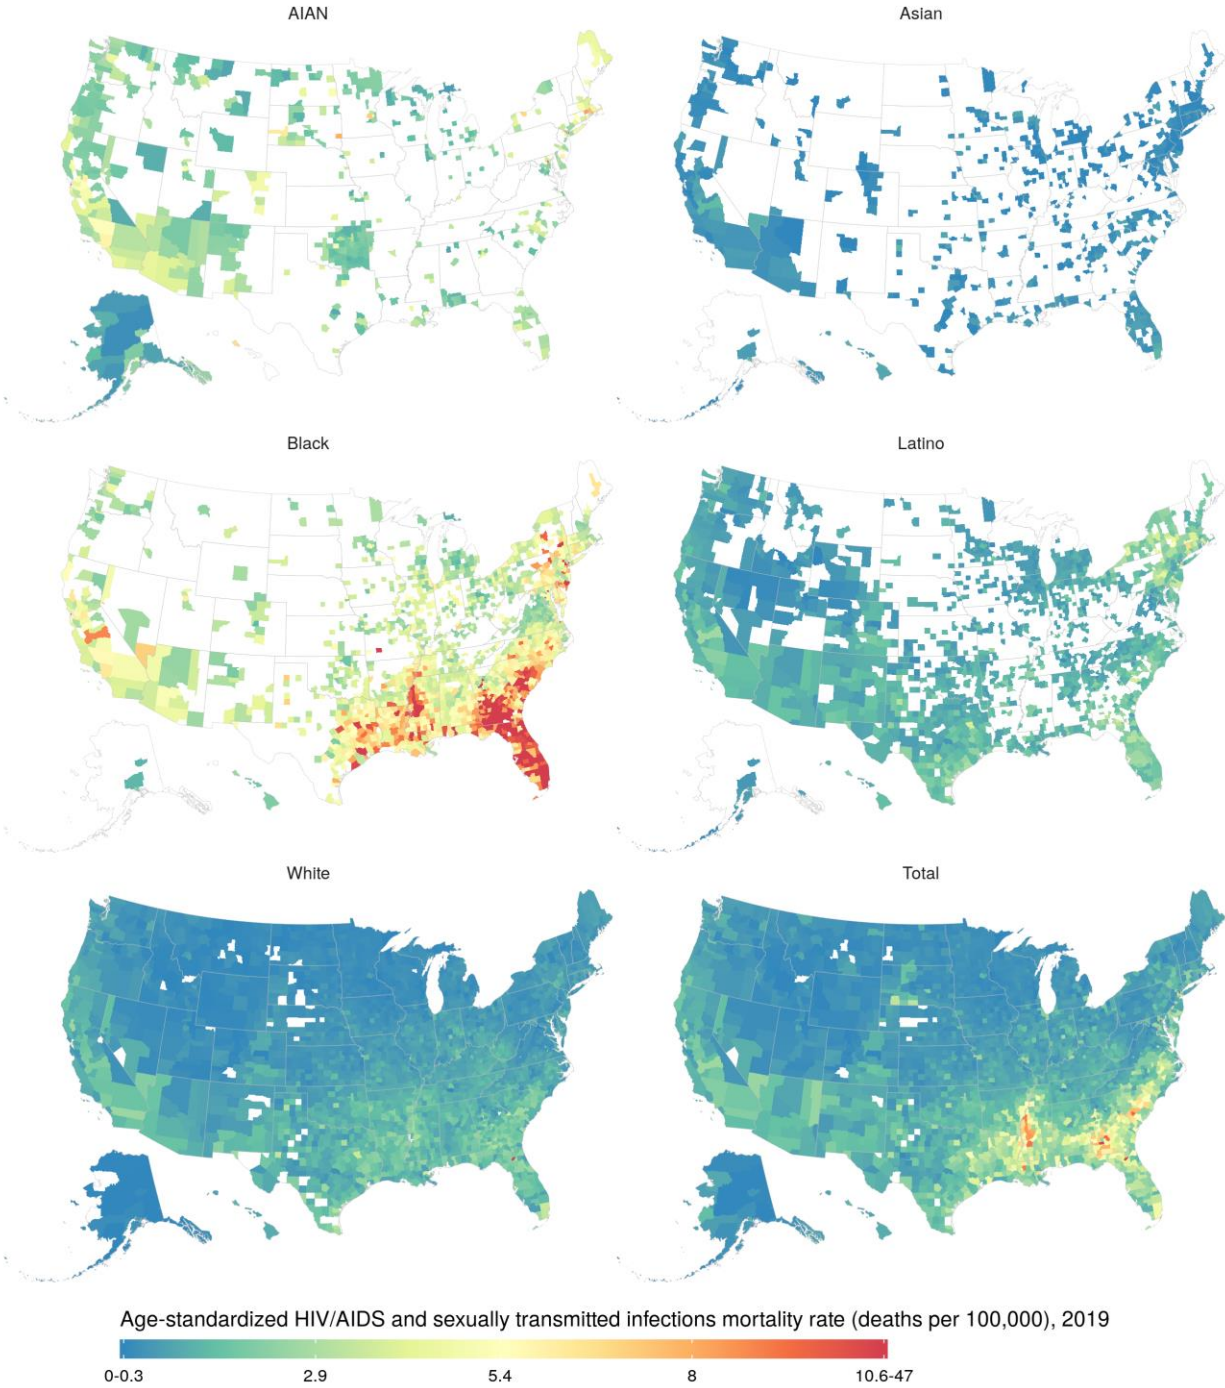 AIAN
Asian
Black
Latino
White
Total
Age-standardized HIV/AIDS and sexually transmitted infections mortality rate (deaths per 100,000), 2019
0-0.3 2.9 5.4 8 10.6-47